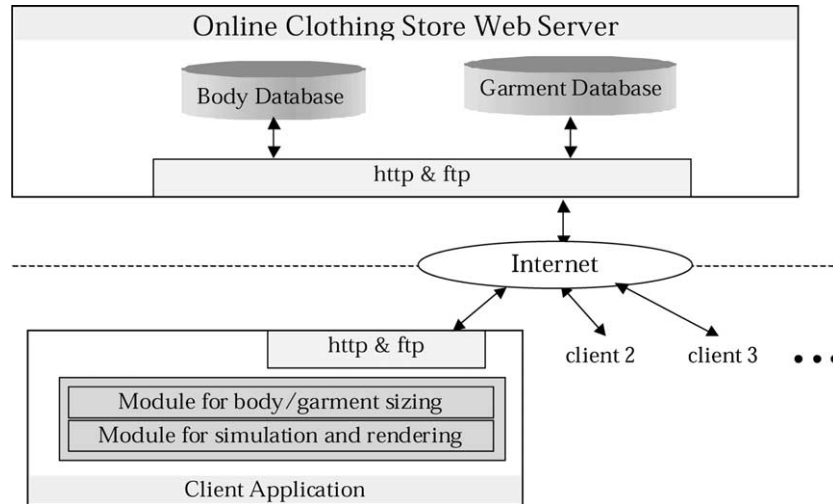 Online Clothing Store Web Server
Body Database
Garment Database
http & ftp
Internet
http & ftp
client 2
client 3
Module for body/garment sizing
Module for simulation and rendering
Client Application